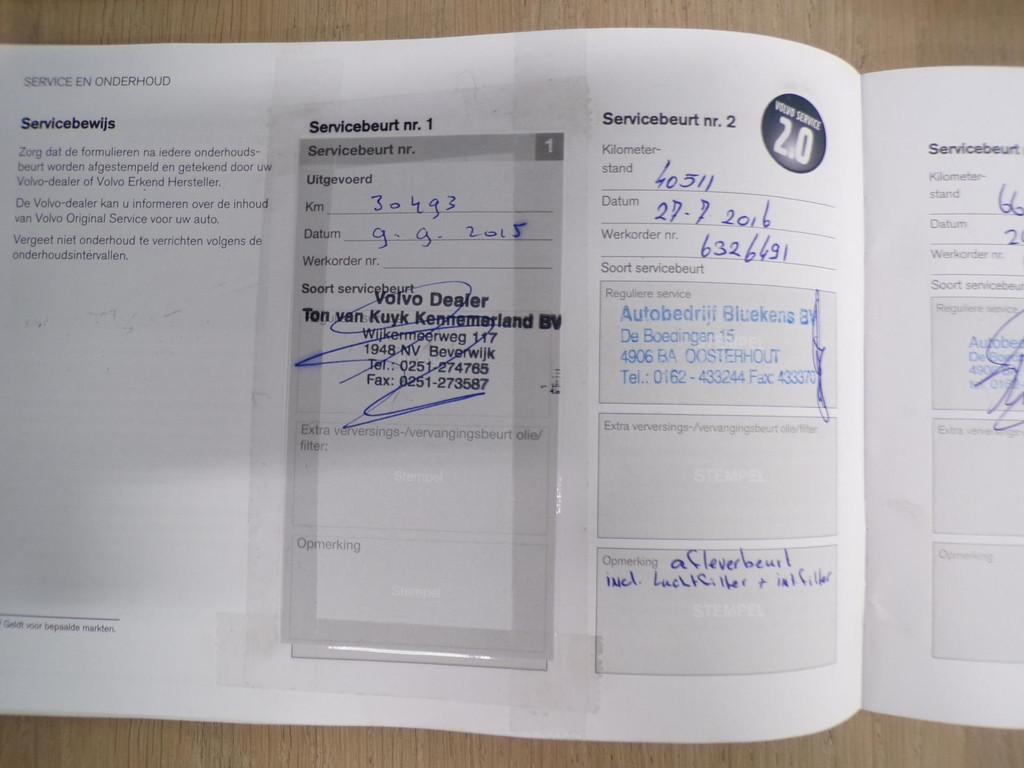 SERVICE EN ONDERHOUD
Servicebewijs
Zorg dat de formulieren na iedere onderhouds-
beurt worden afgestempeld en getekend door uw
Volvo-dealer of Volvo Erkend Hersteller.
De Volvo-dealer kan u informeren over de inhoud
van Volvo Original Service voor uw auto.
Vergeet niet onderhoud te verrichten volgens de
onderhoudsintervallen.
Geldt voor bepaalde markten.
Servicebeurt nr. 1
Servicebeurt nr. 1
Uitgevoerd
Km 30493
Datum 9-9-2015
Werkorder nr.
Soort servicebeurt
Volvo Dealer
Ton van Kuyk Kennemerland BV
Wijkermeerweg 117
1948 NV Beverwijk
Tel.: 0251-274765
Fax: 0251-273587
Extra verversings-/vervangingsbeurt olie/
filter:
Stempel
Opmerking
Stempel
Servicebeurt nr. 2
VOLVO SERVICE
2.0
Kilometer-
stand 40511
Datum 27-7 2016
Werkorder nr. 6326491
Soort servicebeurt
Reguliere service
Autobedrijf Bluekens BV
De Boedingen 15
4906 BA OOSTERHOUT
Tel.: 0162 - 433244 Fax: 433370
Extra verversings-/vervangingsbeurt olie/filter
STEMPEL
Opmerking afleverbeurt
incl. luchtfilter + intfilter
STEMPEL
Servicebeurt
Kilometer-
stand
Datum
Werkorder nr.
Soort servicebeurt
Reguliere service
Opmerking